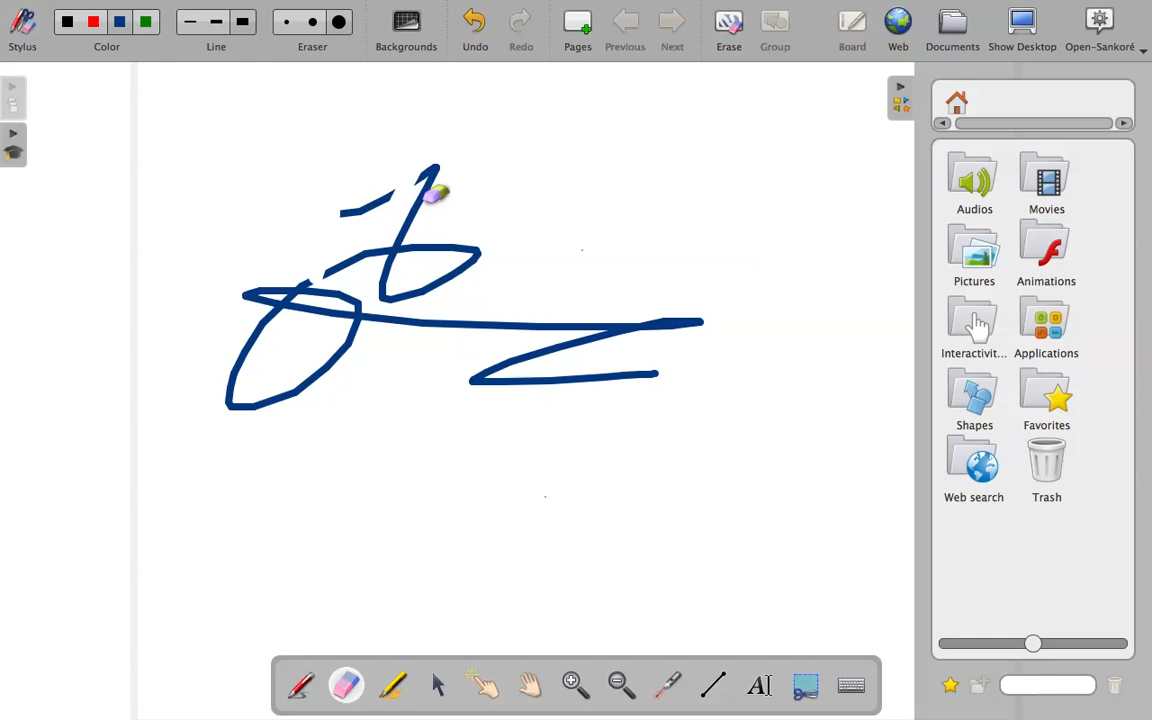 Stylus Color Line Eraser Backgrounds Undo Redo Pages Previous Next Erase Group Board Web Documents Show Desktop Open-Sankoré
Audios Movies
Pictures Animations
Interactivit... Applications
Shapes Favorites
Web search Trash